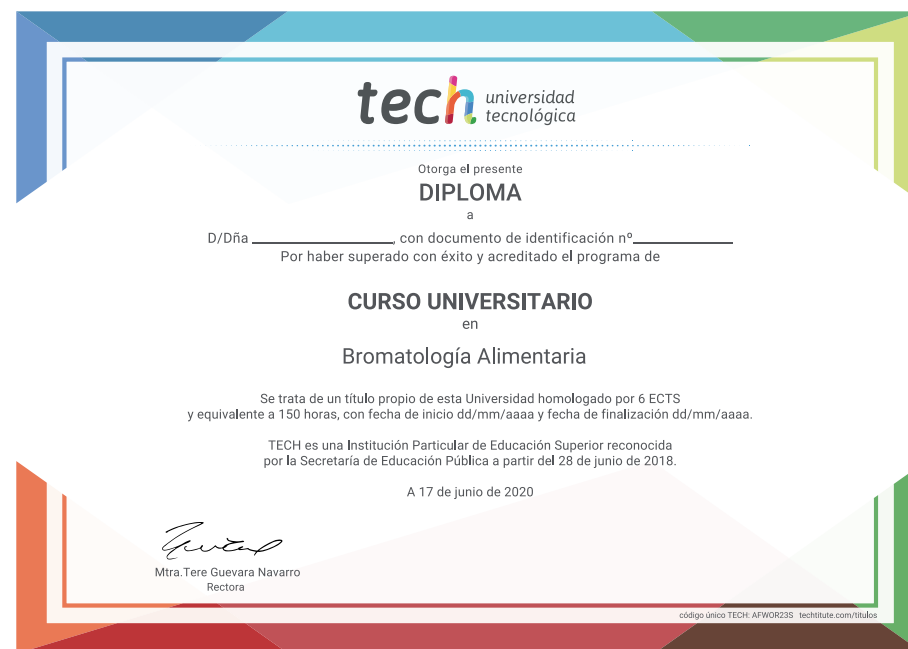 tech universidad
tecnológica
Otorga el presente
DIPLOMA
a
D/Dña ____________________, con documento de identificación nº______________
Por haber superado con éxito y acreditado el programa de
CURSO UNIVERSITARIO
en
Bromatología Alimentaria
Se trata de un título propio de esta Universidad homologado por 6 ECTS
y equivalente a 150 horas, con fecha de inicio dd/mm/aaaa y fecha de finalización dd/mm/aaaa.
TECH es una Institución Particular de Educación Superior reconocida
por la Secretaría de Educación Pública a partir del 28 de junio de 2018.
A 17 de junio de 2020
Mtra.Tere Guevara Navarro
Rectora
código único TECH: AFWOR23S techtitute.com/titulos